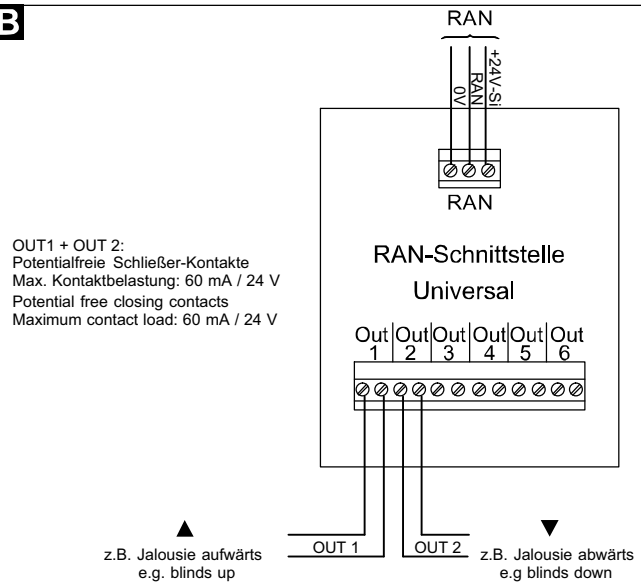 B
RAN
0V
RAN
+24V-Si
RAN
OUT1 + OUT 2:
Potentialfreie Schließer-Kontakte
Max. Kontaktbelastung: 60 mA / 24 V
Potential free closing contacts
Maximum contact load: 60 mA / 24 V
RAN-Schnittstelle
Universal
Out Out Out Out Out Out
1 2 3 4 5 6
OUT 1
OUT 2
z.B. Jalousie aufwärts
e.g. blinds up
z.B. Jalousie abwärts
e.g blinds down